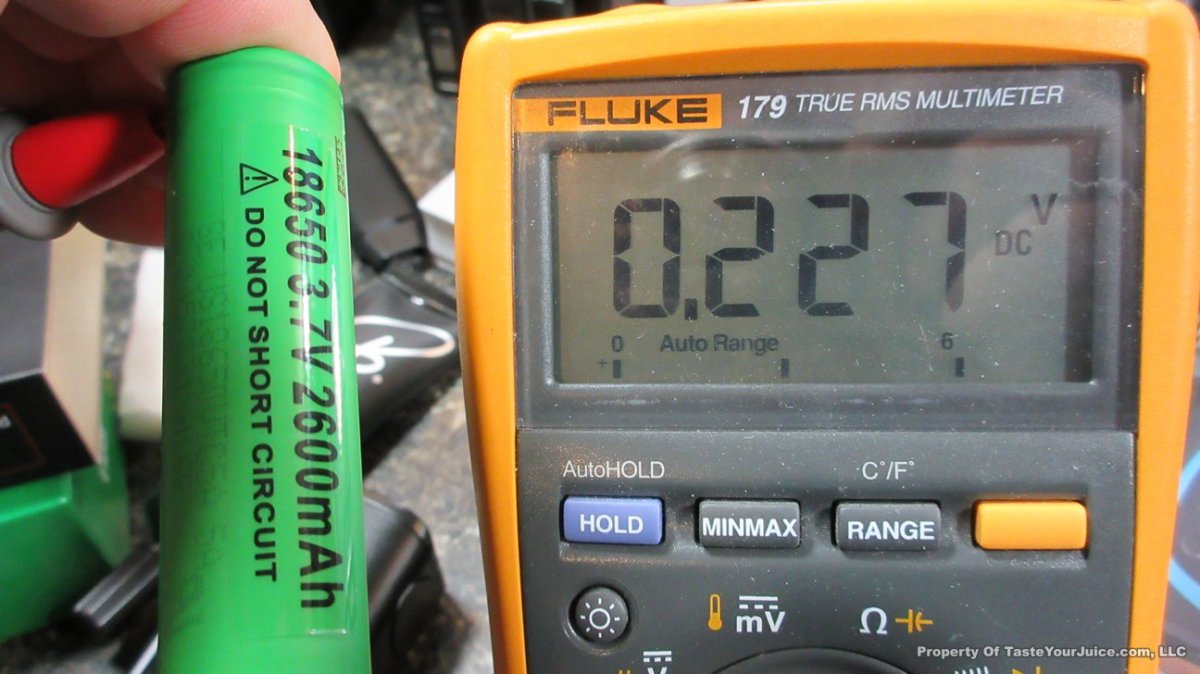 18650 3.7V 2600mAh
DO NOT SHORT CIRCUIT
FLUKE 179 TRUE RMS MULTIMETER
0.227 V DC
0 Auto Range 6
+
AutoHOLD
C°/F°
HOLD
MINMAX
RANGE
mV
Ω
V
Property Of TasteYourJuice.com, LLC